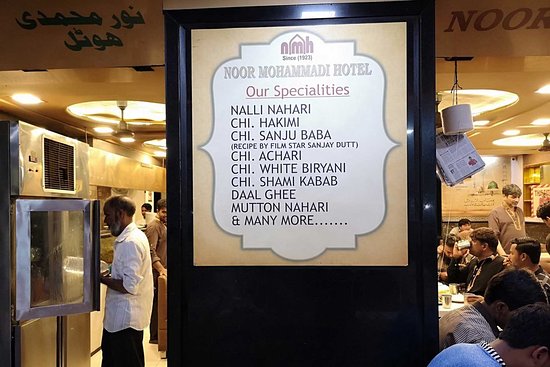 نور محمدی
ھوٹل
NOOR
nmh
Since (1923)
NOOR MOHAMMADI HOTEL
Our Specialities
NALLI NAHARI
CHI. HAKIMI
CHI. SANJU BABA
(RECIPE BY FILM STAR SANJAY DUTT)
CHI. ACHARI
CHI. WHITE BIRYANI
CHI. SHAMI KABAB
DAAL GHEE
MUTTON NAHARI
& MANY MORE.......